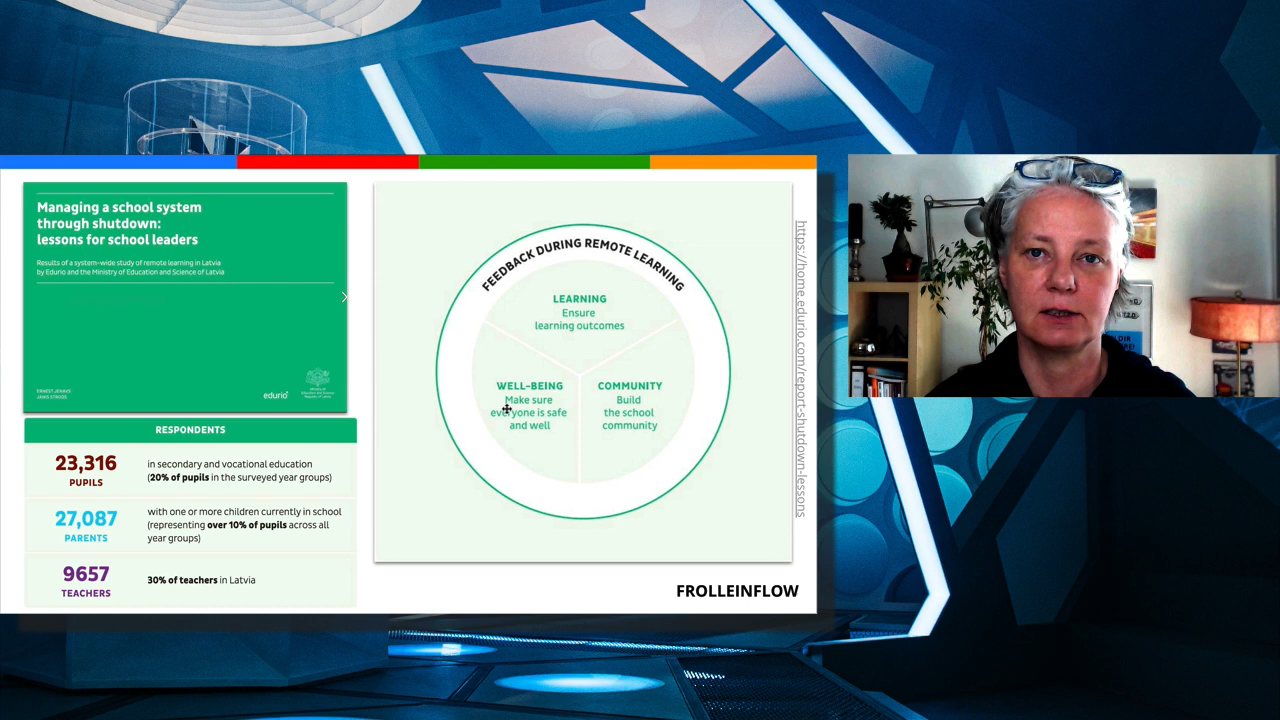 Managing a school system
through shutdown:
lessons for school leaders
Results of a system-wide study of remote learning in Latvia
by Edurio and the Ministry of Education and Science of Latvia
ERNEST JENAVS
JANIS STRODS
edurio
RESPONDENTS
23,316
PUPILS
in secondary and vocational education
(20% of pupils in the surveyed year groups)
27,087
PARENTS
with one or more children currently in school
(representing over 10% of pupils across all
year groups)
9657
TEACHERS
30% of teachers in Latvia
FEEDBACK DURING REMOTE LEARNING
LEARNING
Ensure
learning outcomes
WELL-BEING
Make sure
everyone is safe
and well
COMMUNITY
Build
the school
community
https://home.edurio.com/report-shutdown-lessons
FROLLEINFLOW